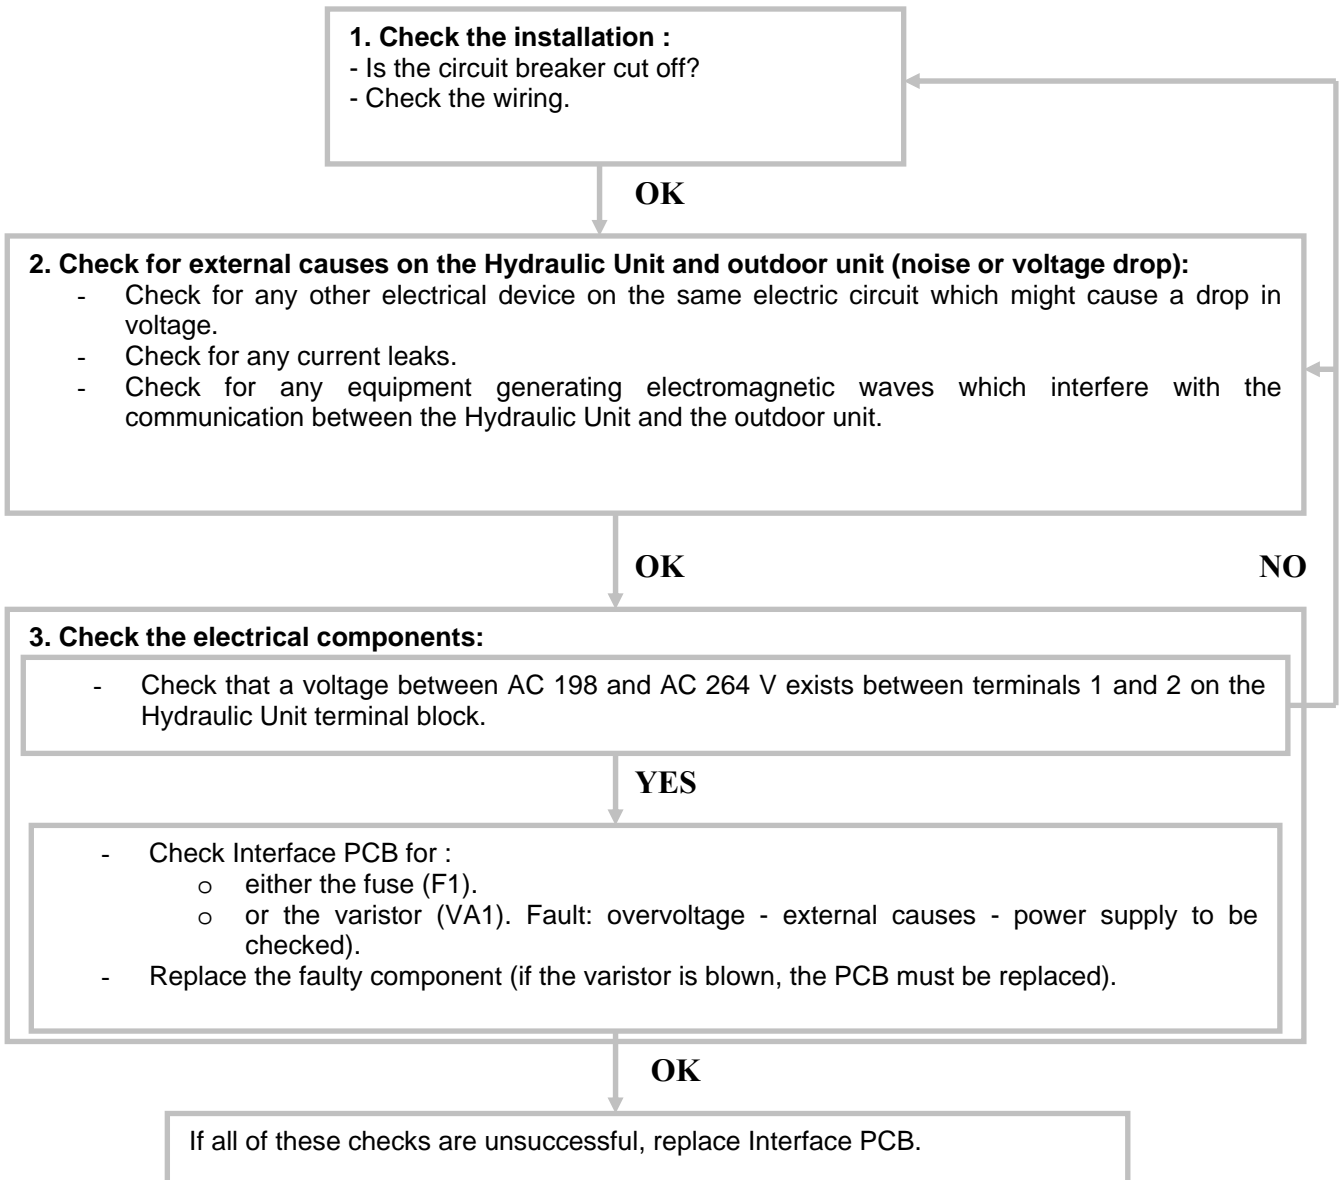 1. Check the installation :
- Is the circuit breaker cut off?
- Check the wiring.
OK
2. Check for external causes on the Hydraulic Unit and outdoor unit (noise or voltage drop):
- Check for any other electrical device on the same electric circuit which might cause a drop in
voltage.
- Check for any current leaks.
- Check for any equipment generating electromagnetic waves which interfere with the
communication between the Hydraulic Unit and the outdoor unit.
OK
NO
3. Check the electrical components:
- Check that a voltage between AC 198 and AC 264 V exists between terminals 1 and 2 on the
Hydraulic Unit terminal block.
YES
- Check Interface PCB for :
o either the fuse (F1).
o or the varistor (VA1). Fault: overvoltage - external causes - power supply to be
checked).
- Replace the faulty component (if the varistor is blown, the PCB must be replaced).
OK
If all of these checks are unsuccessful, replace Interface PCB.